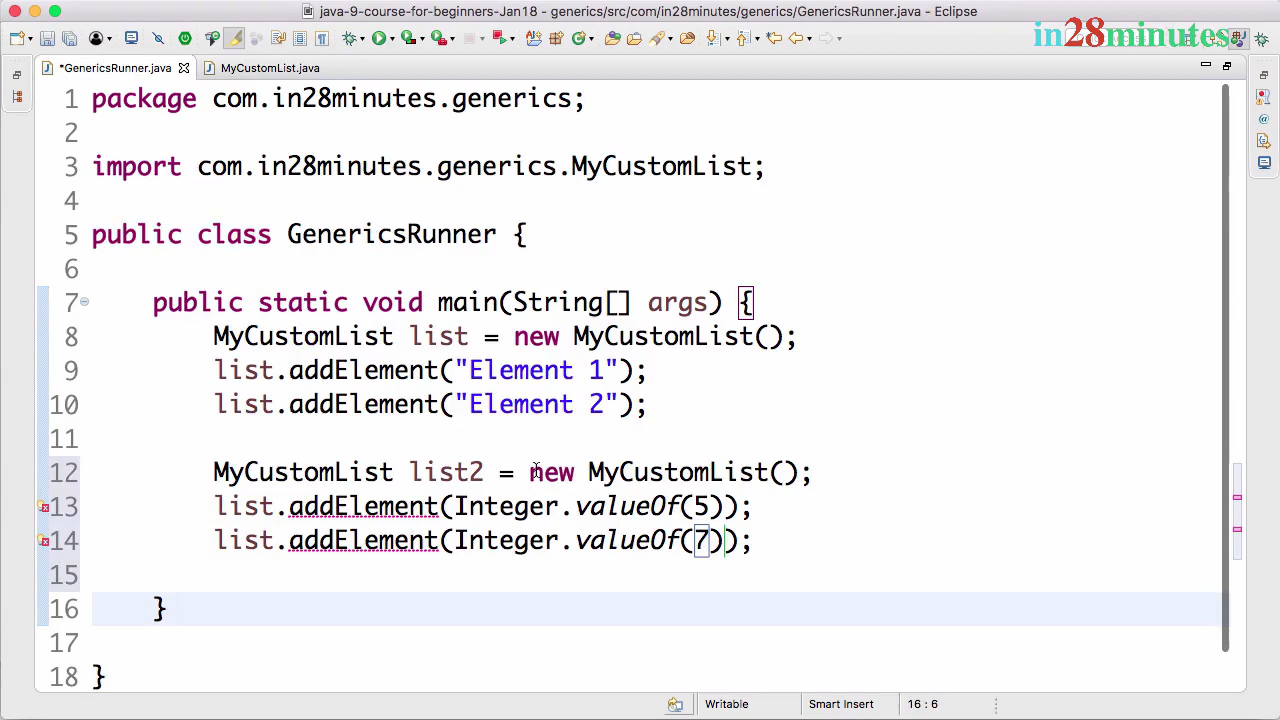 java-9-course-for-beginners-Jan18 - generics/src/com/in28minutes/generics/GenericsRunner.java - Eclipse
in28minutes
*GenericsRunner.java
MyCustomList.java
1 package com.in28minutes.generics;
2
3 import com.in28minutes.generics.MyCustomList;
4
5 public class GenericsRunner {
6
7 public static void main(String[] args) {
8 MyCustomList list = new MyCustomList();
9 list.addElement("Element 1");
10 list.addElement("Element 2");
11
12 MyCustomList list2 = new MyCustomList();
13 list.addElement(Integer.valueOf(5));
14 list.addElement(Integer.valueOf(7));
15
16 }
17
18 }
Writable
Smart Insert
16 : 6